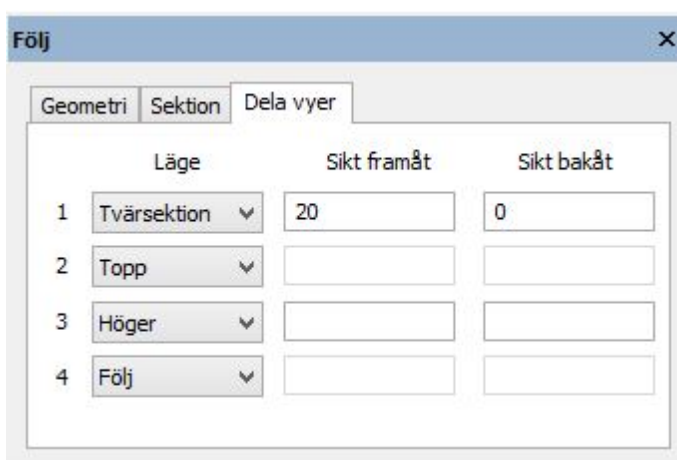 Följ
Geometri Sektion Dela vyer
Läge Sikt framåt Sikt bakåt
1 Tvärsektion 20 0
2 Topp
3 Höger
4 Följ